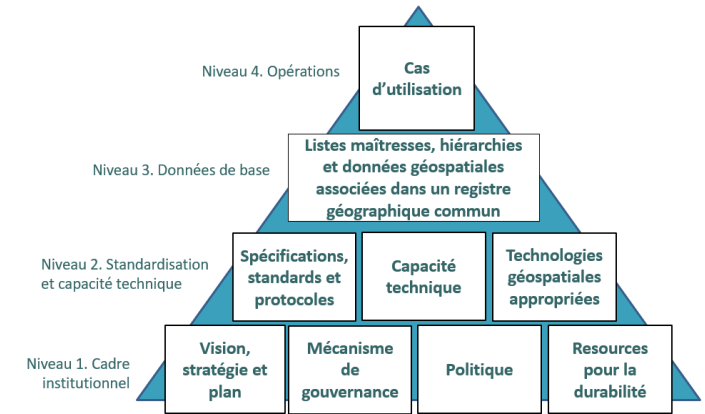 Niveau 4. Opérations
Cas
d'utilisation
Niveau 3. Données de base
Listes maîtresses, hiérarchies
et données géospatiales
associées dans un registre
géographique commun
Niveau 2. Standardisation
et capacité technique
Spécifications,
standards et
protocoles
Capacité
technique
Technologies
géospatiales
appropriées
Niveau 1. Cadre
institutionnel
Vision,
stratégie et
plan
Mécanisme
de
gouvernance
Politique
Resources
pour la
durabilité